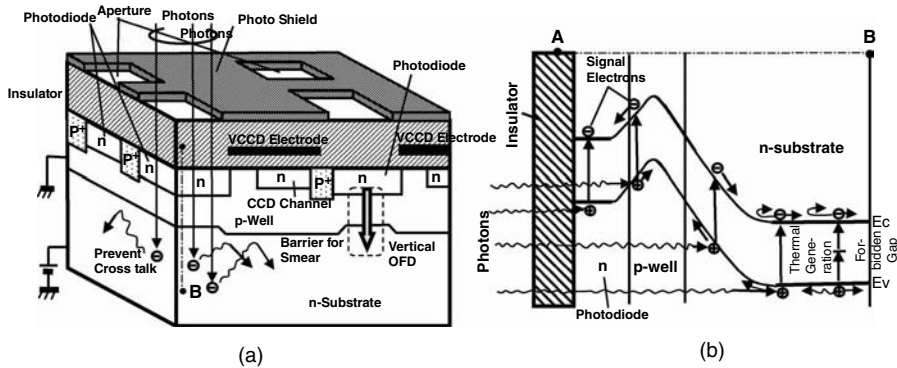 (a)
Aperture
Photons
Photodiode
Photons
Photo Shield
Photodiode
Insulator
P+
n
P+
n
VCCD Electrode
VCCD Electrode
n
n
P+
n
n
CCD Channel
p-Well
Prevent
Cross talk
Barrier for
Smear
Vertical
OFD
B
n-Substrate
(a)
A
B
Signal
Electrons
Insulator
n-substrate
Photons
Ec
Ev
Thermal
Gene-
ration
For-
bidden
Gap
n
p-well
Photodiode
(b)